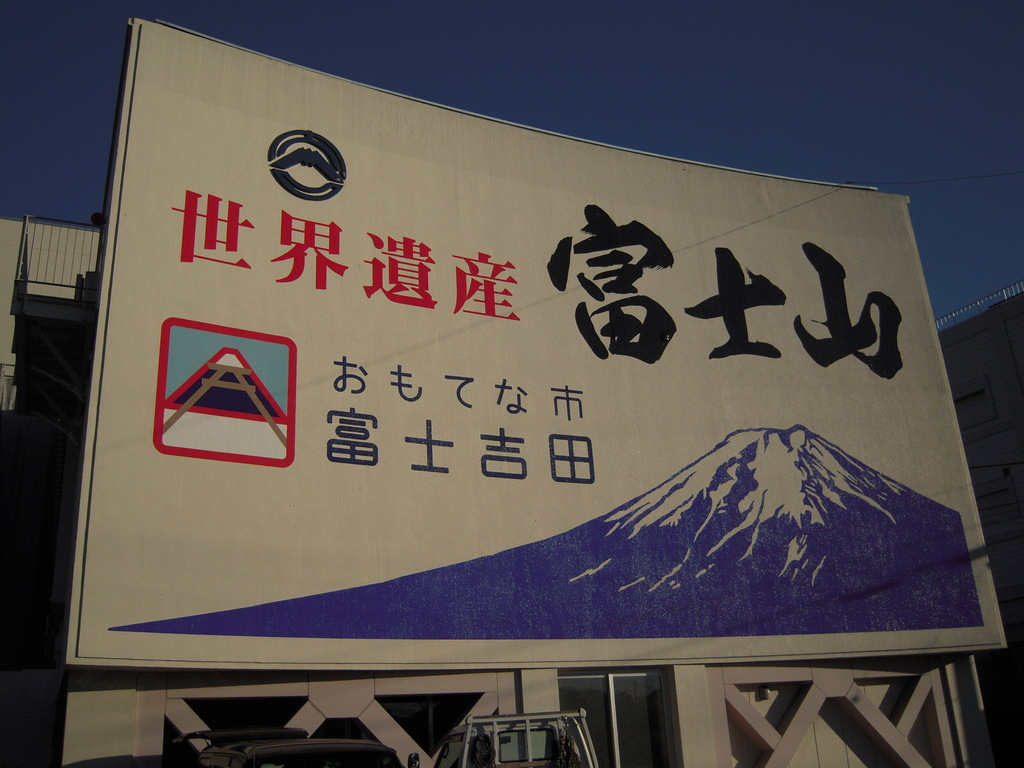 世界遺産 富士山
おもてな市
富士吉田